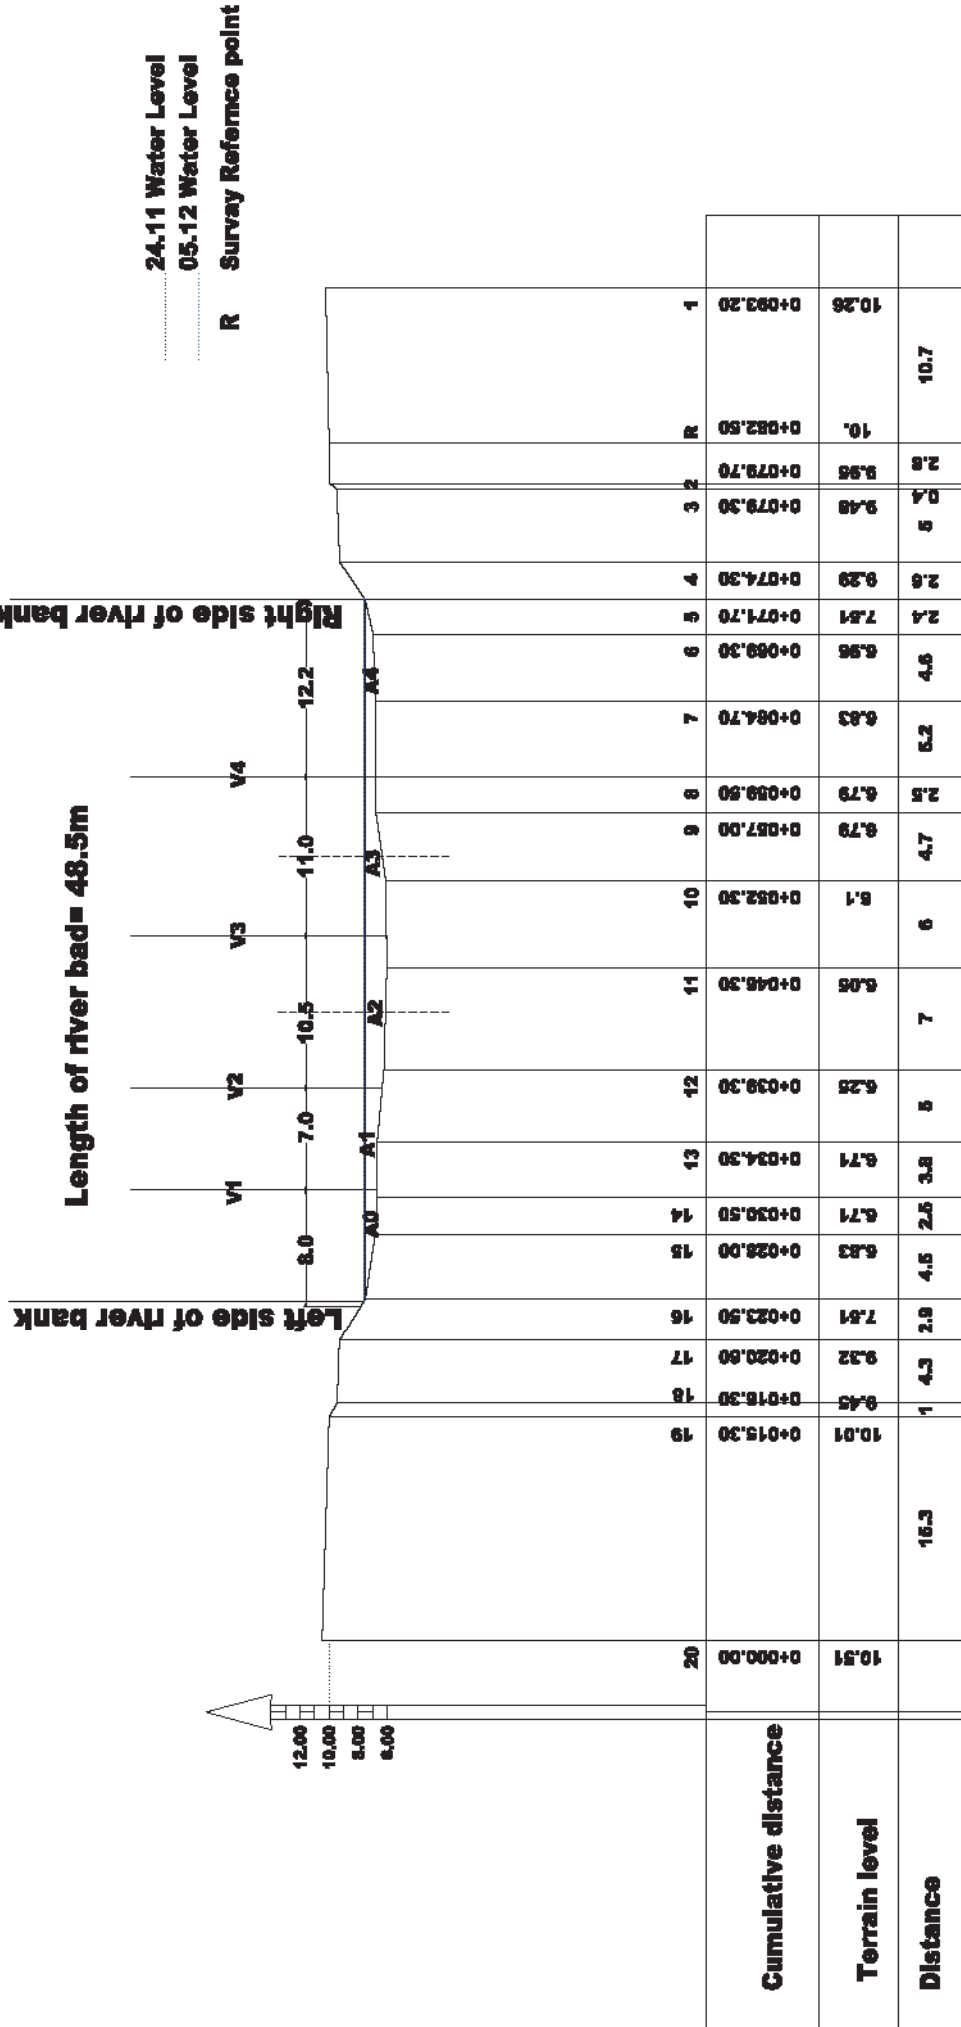 Left side of river bank
Right side of river bank
Length of river bad= 48.5m
24.11 Water Level
05.12 Water Level
R Survay Refernce point
V1 V2 V3 V4
8.0 7.0 10.5 11.0 12.2
A0 A1 A2 A3 A4
12.00
10.00
8.00
6.00
20 19 18 17 16 15 14 13 12 11 10 9 8 7 6 5 4 3 2 R 1
Cumulative distance 0+000.00 0+015.30 0+016.30 0+020.60 0+023.50 0+028.00 0+030.50 0+034.30 0+039.30 0+046.30 0+052.30 0+057.00 0+059.50 0+064.70 0+069.30 0+071.70 0+074.30 0+079.30 0+079.70 0+082.50 0+093.20
Terrain level 10.51 10.01 9.45 9.32 7.51 6.83 6.71 6.71 6.25 6.05 6.1 6.79 6.79 6.83 6.96 7.51 9.29 9.48 9.95 10. 10.26
Distance 15.3 1 4.3 2.9 4.5 2.5 3.8 5 7 6 4.7 2.5 5.2 4.6 2.4 2.6 5 0.4 2.8 10.7